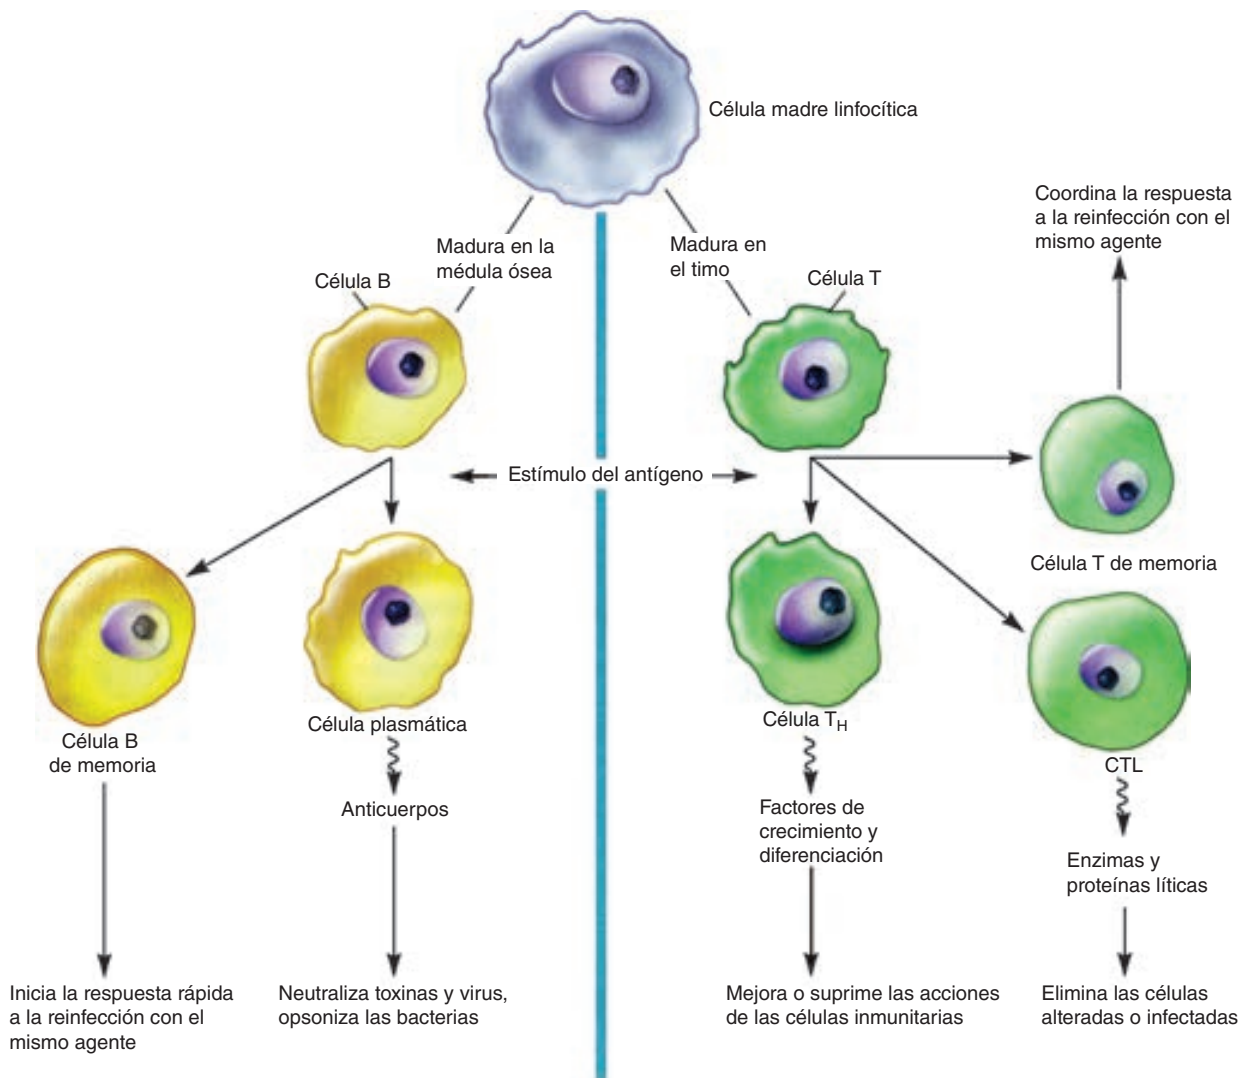 Célula madre linfocítica
Coordina la respuesta
a la reinfección con el
mismo agente
Madura en la
médula ósea
Madura en
el timo
Célula B
Célula T
Estímulo del antígeno
Célula T de memoria
Célula B
de memoria
Célula plasmática
Célula TH
CTL
Anticuerpos
Factores de
crecimiento y
diferenciación
Enzimas y
proteínas líticas
Inicia la respuesta rápida
a la reinfección con el
mismo agente
Neutraliza toxinas y virus,
opsoniza las bacterias
Mejora o suprime las acciones
de las células inmunitarias
Elimina las células
alteradas o infectadas